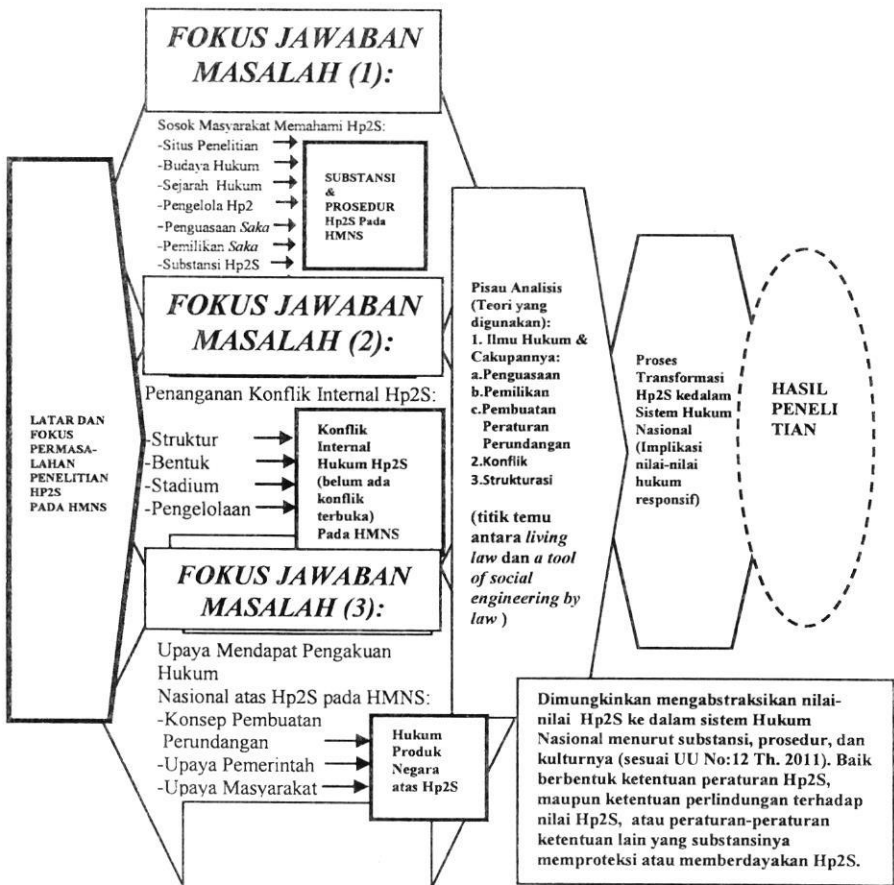 FOKUS JAWABAN
MASALAH (1):
Sosok Masyarakat Memahami Hp2S:
-Situs Penelitian
-Budaya Hukum
-Sejarah Hukum
-Pengelola Hp2
-Penguasaan Saka
-Pemilikan Saka
-Substansi Hp2S
SUBSTANSI
&
PROSEDUR
Hp2S Pada
HMNS
FOKUS JAWABAN
MASALAH (2):
Penanganan Konflik Internal Hp2S:
-Struktur
-Bentuk
-Stadium
-Pengelolaan
Konflik
Internal
Hukum Hp2S
(belum ada
konflik
terbuka)
Pada HMNS
FOKUS JAWABAN
MASALAH (3):
Upaya Mendapat Pengakuan
Hukum
Nasional atas Hp2S pada HMNS:
-Konsep Pembuatan
Perundangan
-Upaya Pemerintah
-Upaya Masyarakat
Hukum
Produk
Negara
atas Hp2S
LATAR DAN
FOKUS
PERMASA-
LAHAN
PENELITIAN
HP2S
PADA HMNS
Pisau Analisis
(Teori yang
digunakan):
1. Ilmu Hukum &
Cakupannya:
a.Penguasaan
b.Pemilikan
c.Pembuatan
Peraturan
Perundangan
2.Konflik
3.Strukturasi
(titik temu
antara living
law dan a tool
of social
engineering by
law )
Proses
Transformasi
Hp2S kedalam
Sistem Hukum
Nasional
(Implikasi
nilai-nilai
hukum
responsif)
HASIL
PENELI
TIAN
Dimungkinkan mengabstraksikan nilai-
nilai Hp2S ke dalam sistem Hukum
Nasional menurut substansi, prosedur, dan
kulturnya (sesuai UU No:12 Th. 2011). Baik
berbentuk ketentuan peraturan Hp2S,
maupun ketentuan perlindungan terhadap
nilai Hp2S, atau peraturan-peraturan
ketentuan lain yang substansinya
memproteksi atau memberdayakan Hp2S.